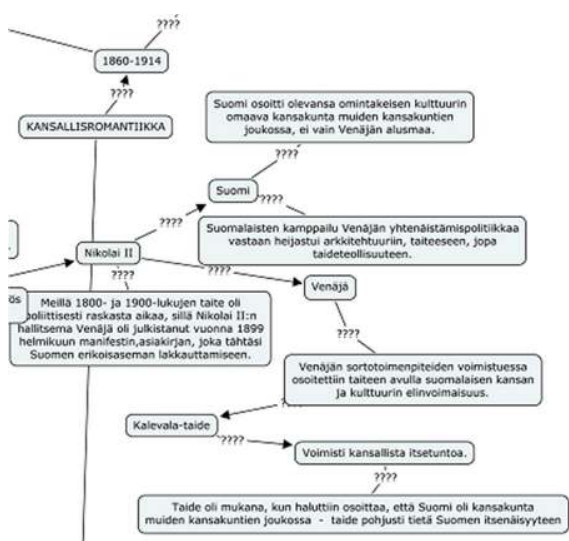 ????
1860-1914
????
KANSALLISROMANTIIKKA
Suomi osoitti olevansa omintakeisen kulttuurin
omaava kansakunta muiden kansakuntien
joukossa, ei vain Venäjän alusmaa.
????
Suomi
????
????
Suomalaisten kamppailu Venäjän yhtenäistämispolitiikkaa
vastaan heijastui arkkitehtuuriin, taiteeseen, jopa
taideteollisuuteen.
Nikolai II
????
????
Venäjä
ös
Meillä 1800- ja 1900-lukujen taite oli
poliittisesti raskasta aikaa, sillä Nikolai II:n
hallitsema Venäjä oli julkistanut vuonna 1899
helmikuun manifestin,asiakirjan, joka tähtäsi
Suomen erikoisaseman lakkauttamiseen.
????
Venäjän sortotoimenpiteiden voimistuessa
osoitettiin taiteen avulla suomalaisen kansan
ja kulttuurin elinvoimaisuus.
Kalevala-taide
????
Voimisti kansallista itsetuntoa.
????
Taide oli mukana, kun haluttiin osoittaa, että Suomi oli kansakunta
muiden kansakuntien joukossa - taide pohjusti tietä Suomen itsenäisyyteen